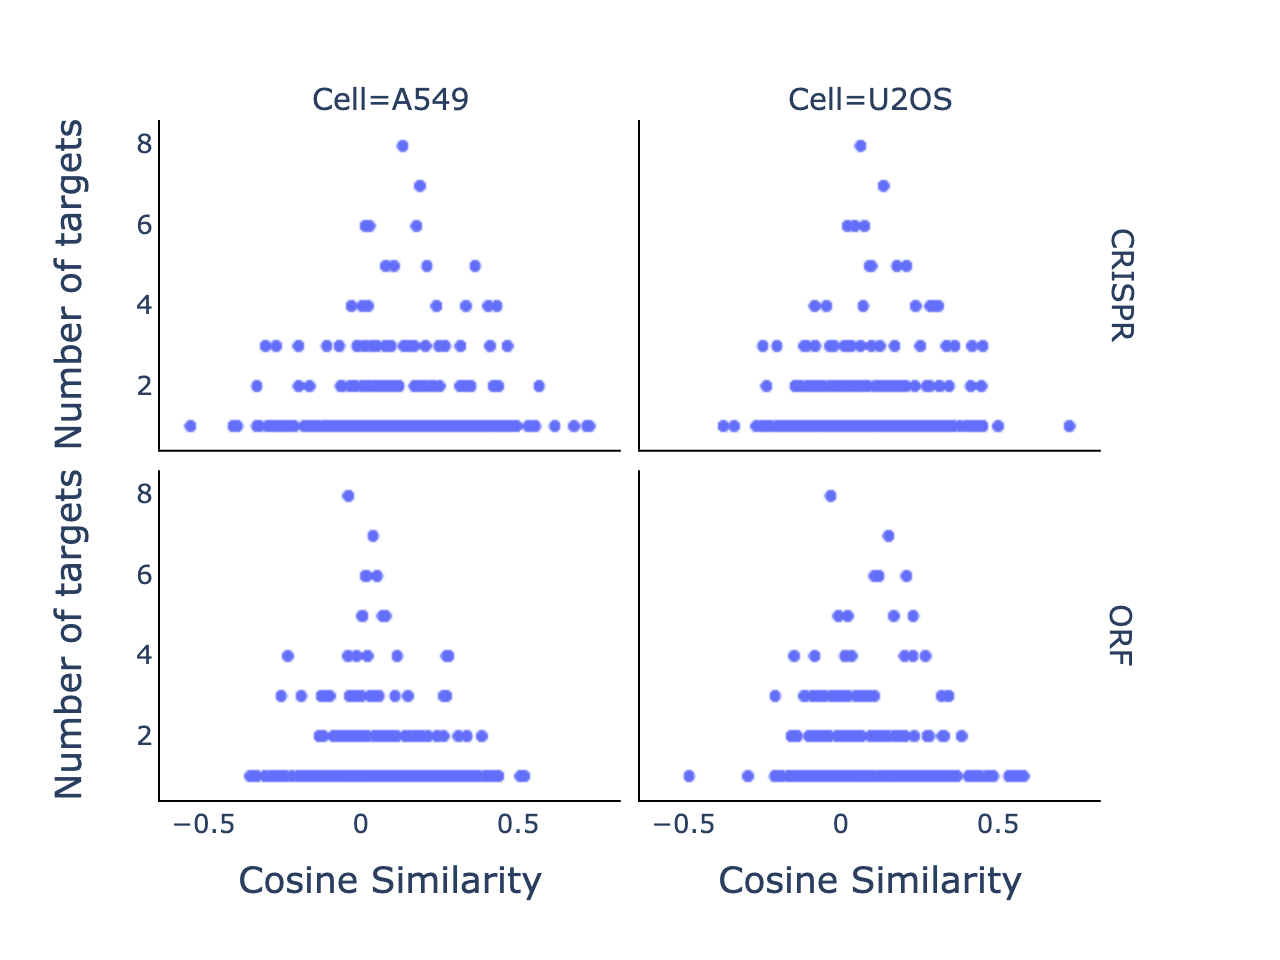 Cell=A549
Cell=U2OS
Number of targets
8
6
4
2
CRISPR
Number of targets
8
6
4
2
ORF
−0.5
0
0.5
−0.5
0
0.5
Cosine Similarity
Cosine Similarity